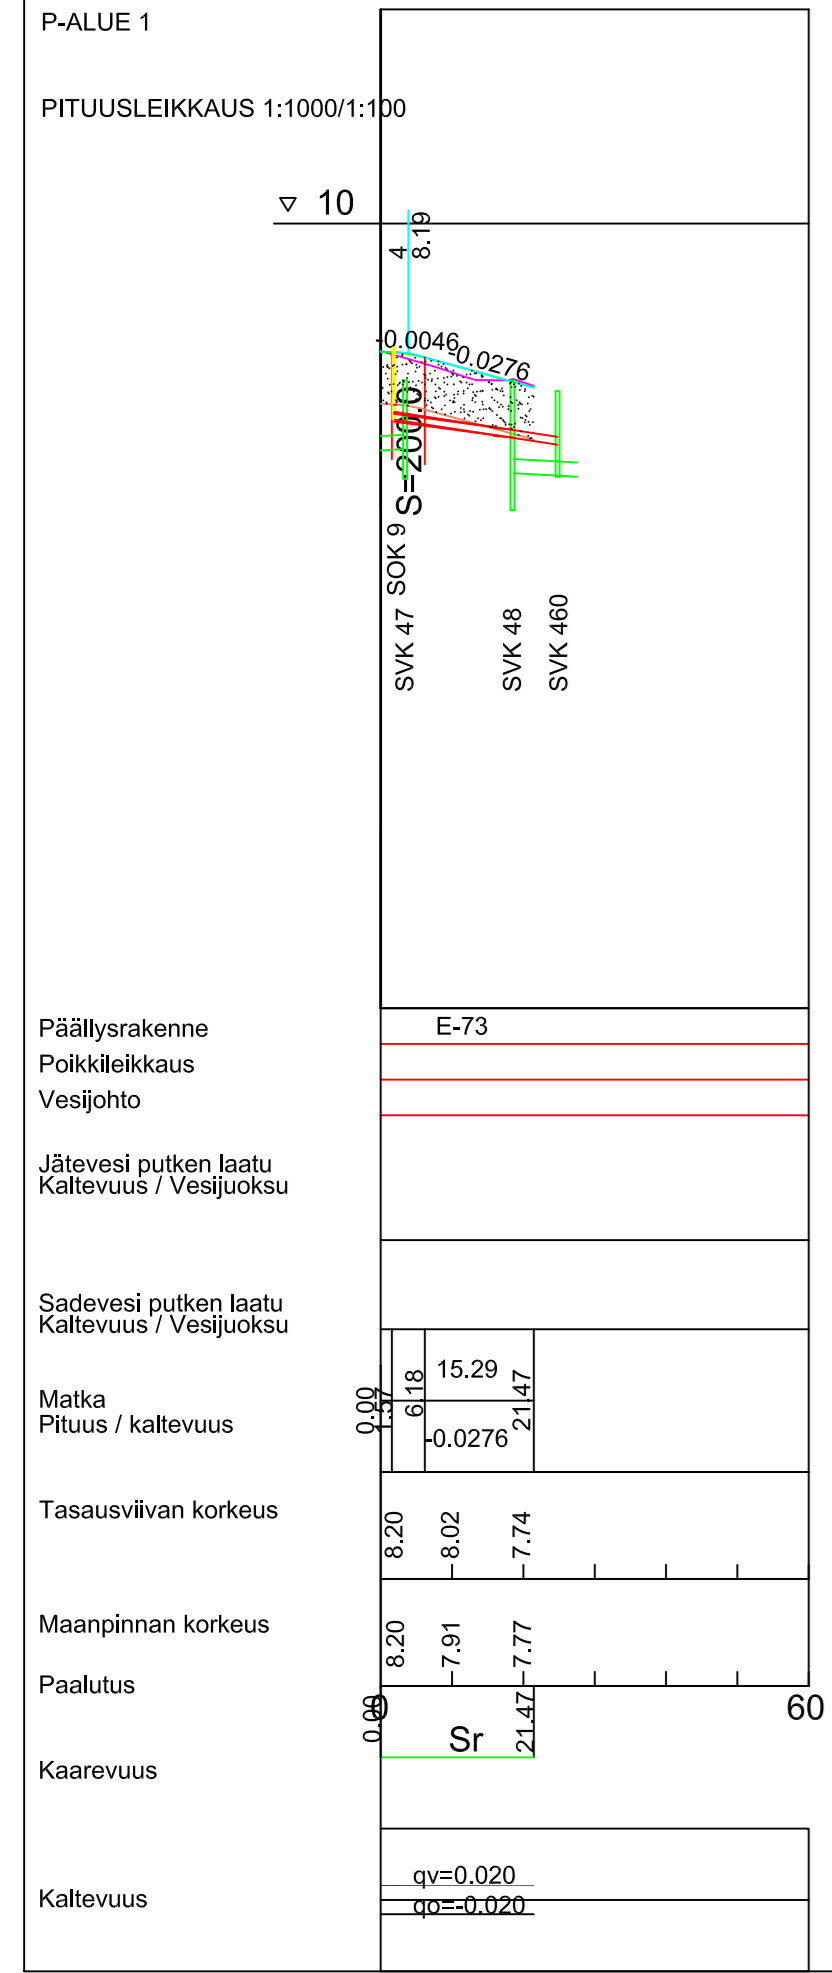 P-ALUE 1
PITUUSLEIKKAUS 1:1000/1:100
10
4
8.19
-0.0046
-0.0276
S=200.0
SOK 9
SVK 47
SVK 48
SVK 460
Päällysrakenne
E-73
Poikkileikkaus
Vesijohto
Jätevesi putken laatu
Kaltevuus / Vesijuoksu
Sadevesi putken laatu
Kaltevuus / Vesijuoksu
Matka
Pituus / kaltevuus
0.00
1.57
6.18
15.29
-0.0276
21.47
Tasausviivan korkeus
8.20
8.02
7.74
Maanpinnan korkeus
8.20
7.91
7.77
Paalutus
0
60
0.00
Sr
21.47
Kaarevuus
Kaltevuus
qv=0.020
qo=-0.020